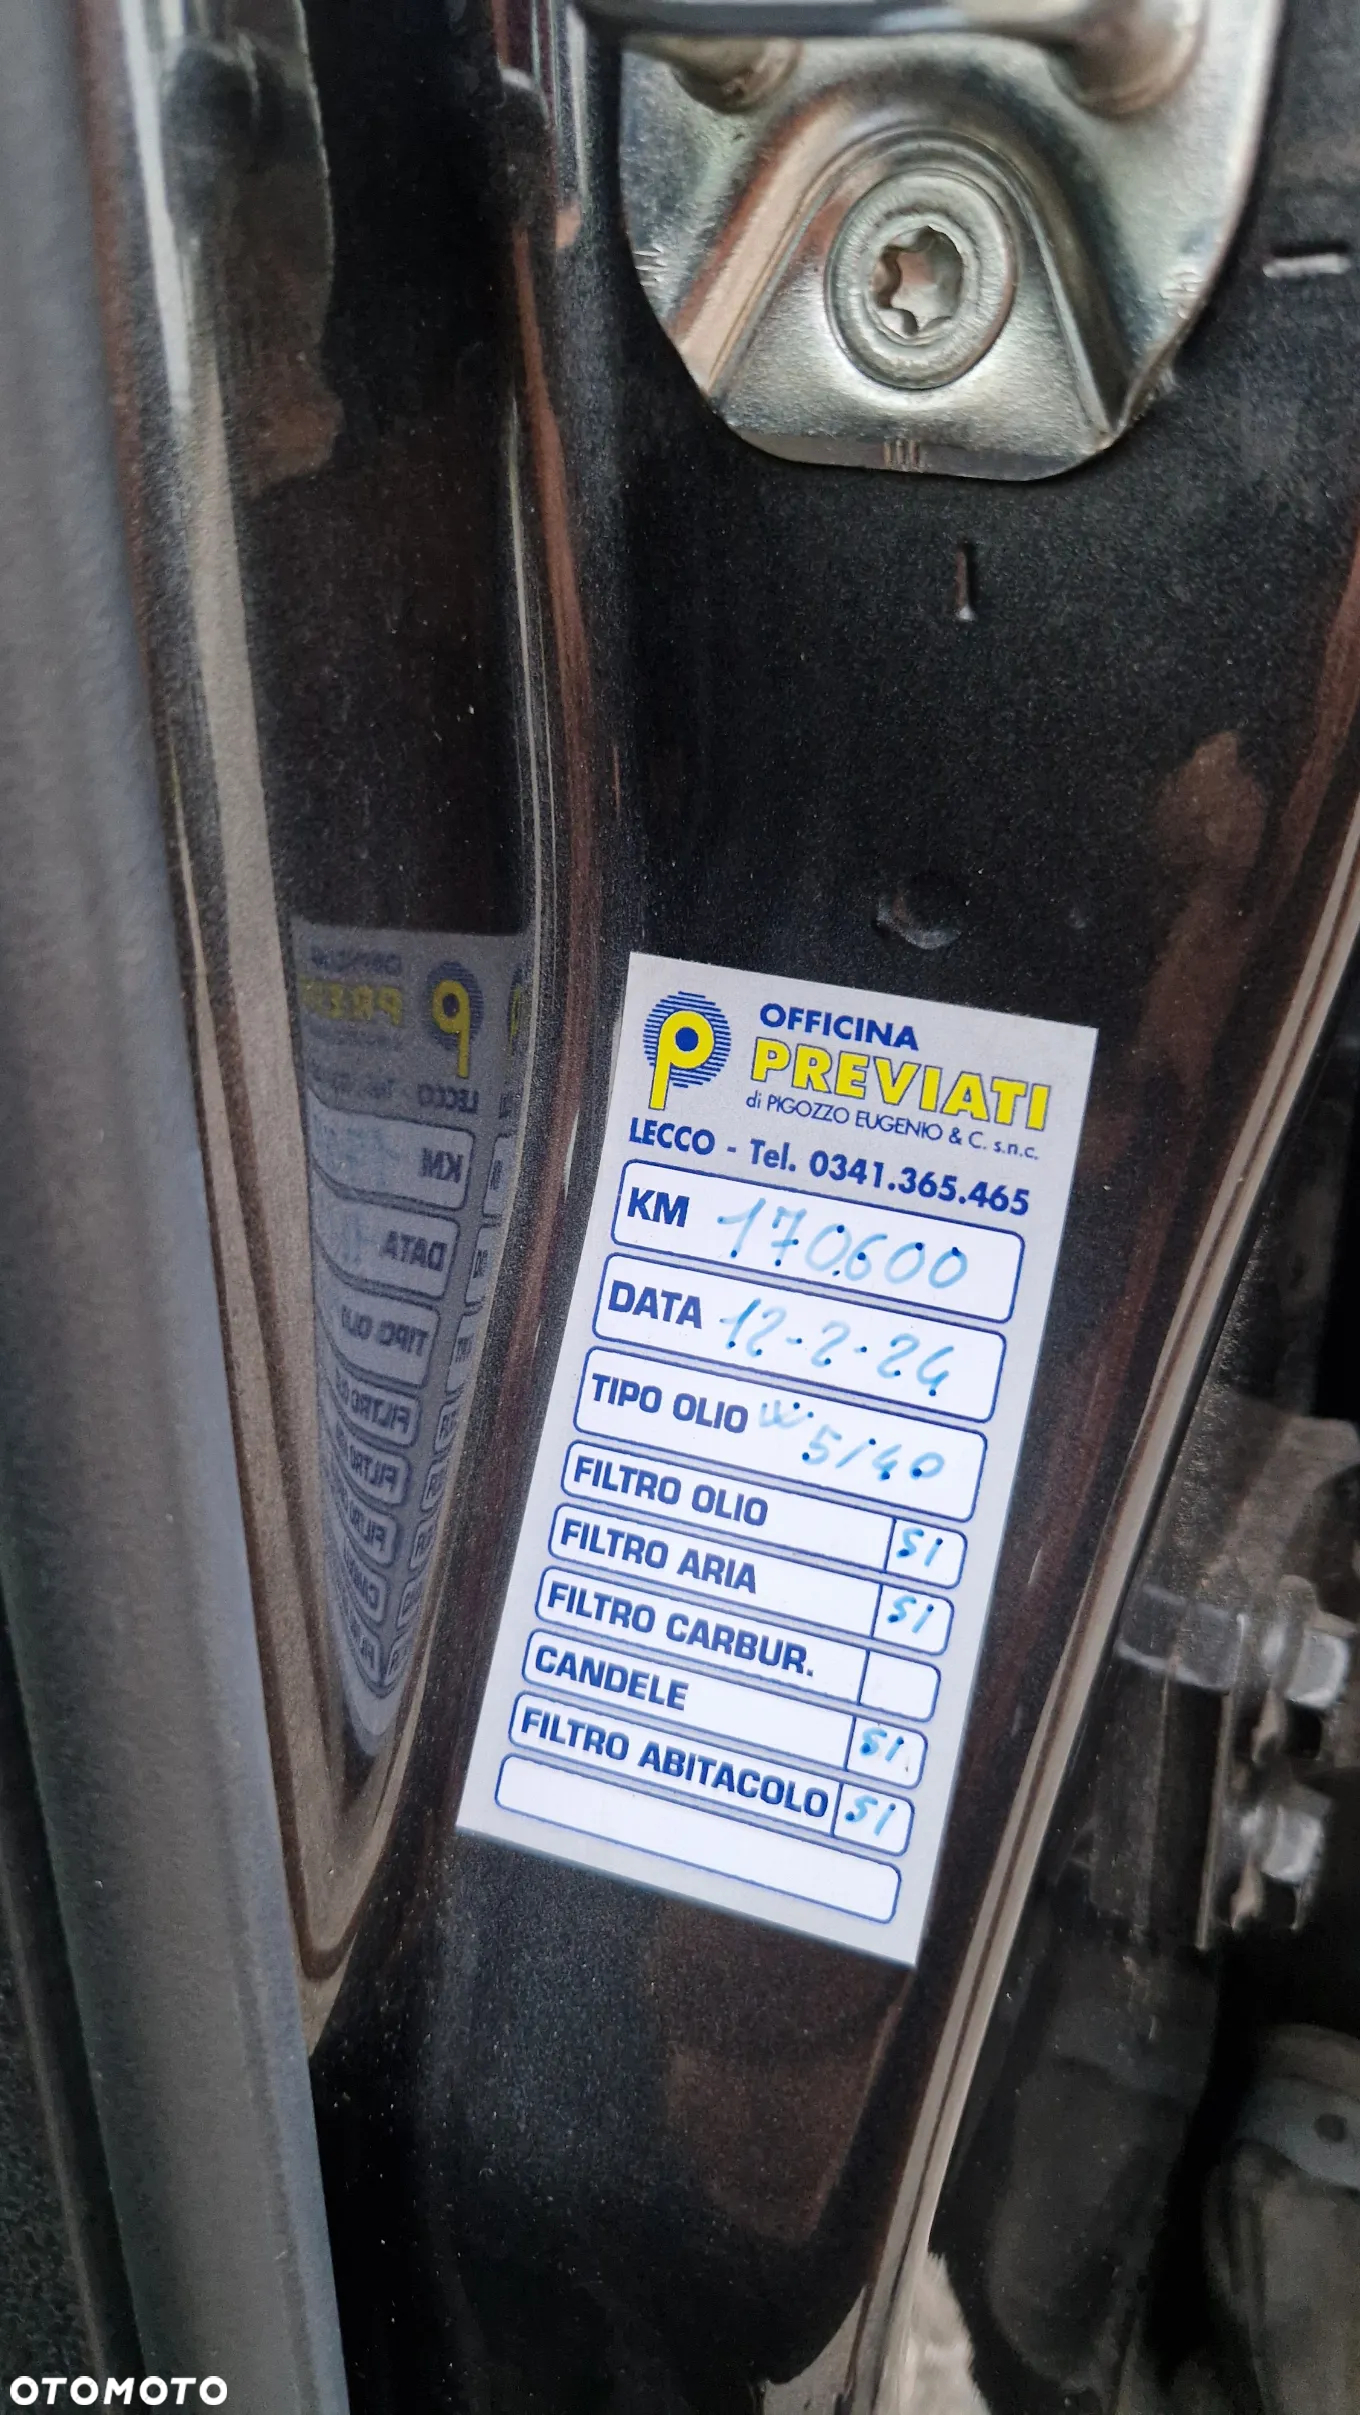 OFFICINA
PREVIATI
di PIGOZZO EUGENIO & C. s.n.c.
LECCO - Tel. 0341.365.465
KM 170600
DATA 12-2-24
TIPO OLIO W 5/40
FILTRO OLIO SI
FILTRO ARIA SI
FILTRO CARBUR.
CANDELE SI
FILTRO ABITACOLO SI
OTOMOTO